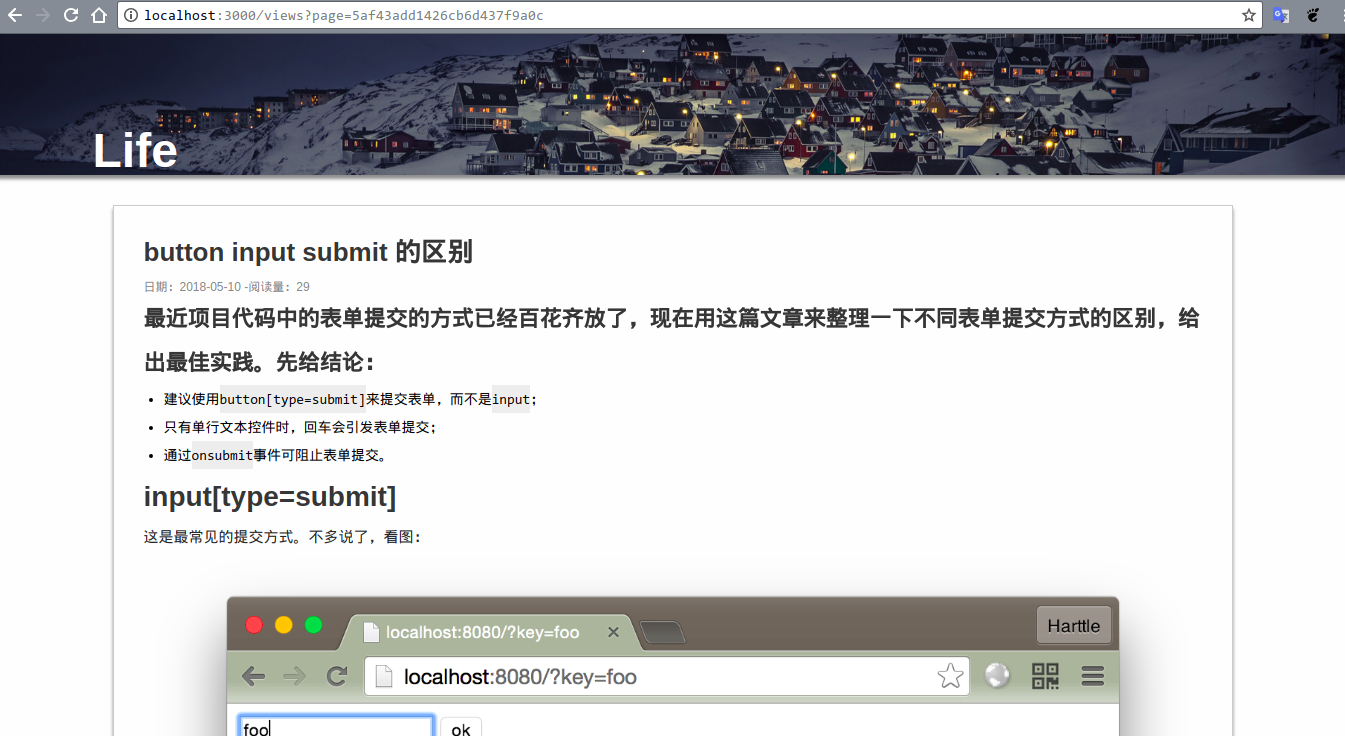 localhost:3000/views?page=5af43add1426cb6d437f9a0c
Life
button input submit 的区别
日期：2018-05-10 -阅读量：29
最近项目代码中的表单提交的方式已经百花齐放了，现在用这篇文章来整理一下不同表单提交方式的区别，给
出最佳实践。先给结论：
建议使用button[type=submit]来提交表单，而不是input；
只有单行文本控件时，回车会引发表单提交；
通过onsubmit事件可阻止表单提交。
input[type=submit]
这是最常见的提交方式。不多说了，看图：
localhost:8080/?key=foo
Harttle
localhost:8080/?key=foo
foo ok